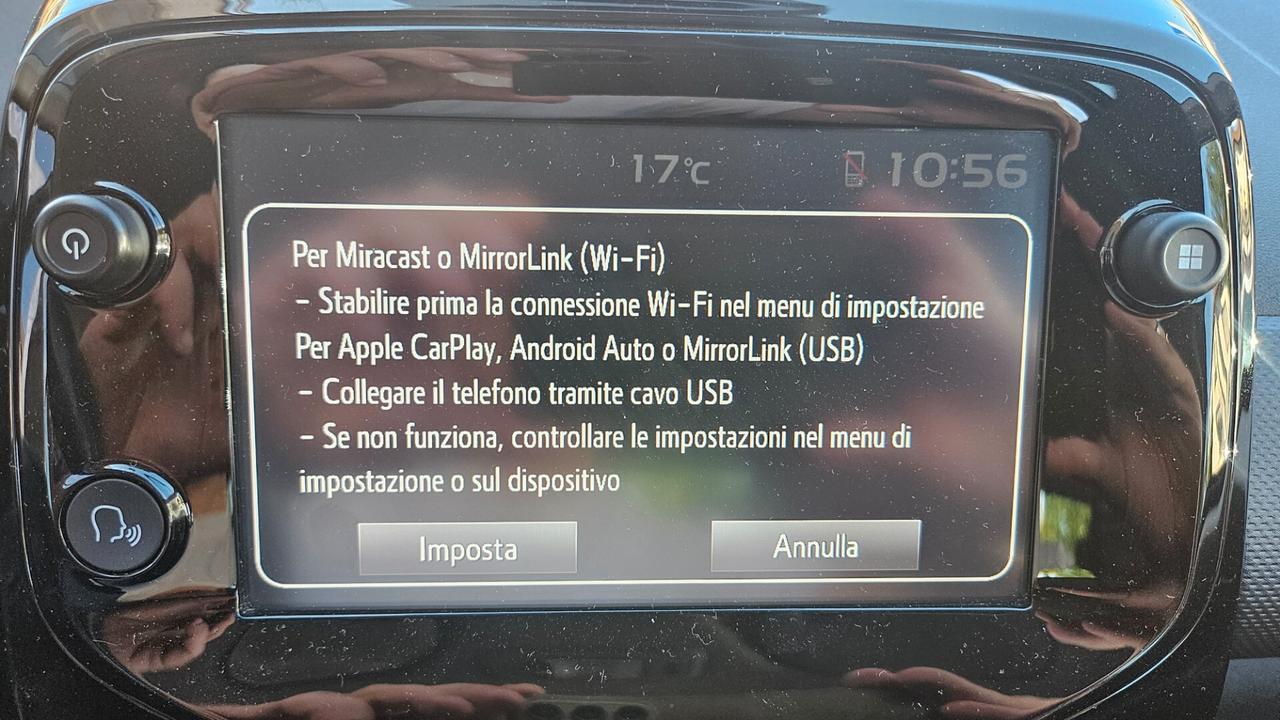 17°C
10:56
Per Miracast o MirrorLink (Wi-Fi)
- Stabilire prima la connessione Wi-Fi nel menu di impostazione
Per Apple CarPlay, Android Auto o MirrorLink (USB)
- Collegare il telefono tramite cavo USB
- Se non funziona, controllare le impostazioni nel menu di
impostazione o sul dispositivo
Imposta
Annulla